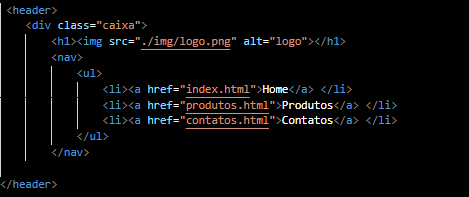 <header>
<div class="caixa">
<h1><img src="./img/logo.png" alt="logo"></h1>
<nav>
<ul>
<li><a href="index.html">Home</a> </li>
<li><a href="produtos.html">Produtos</a> </li>
<li><a href="contatos.html">Contatos</a> </li>
</ul>
</nav>
</header>